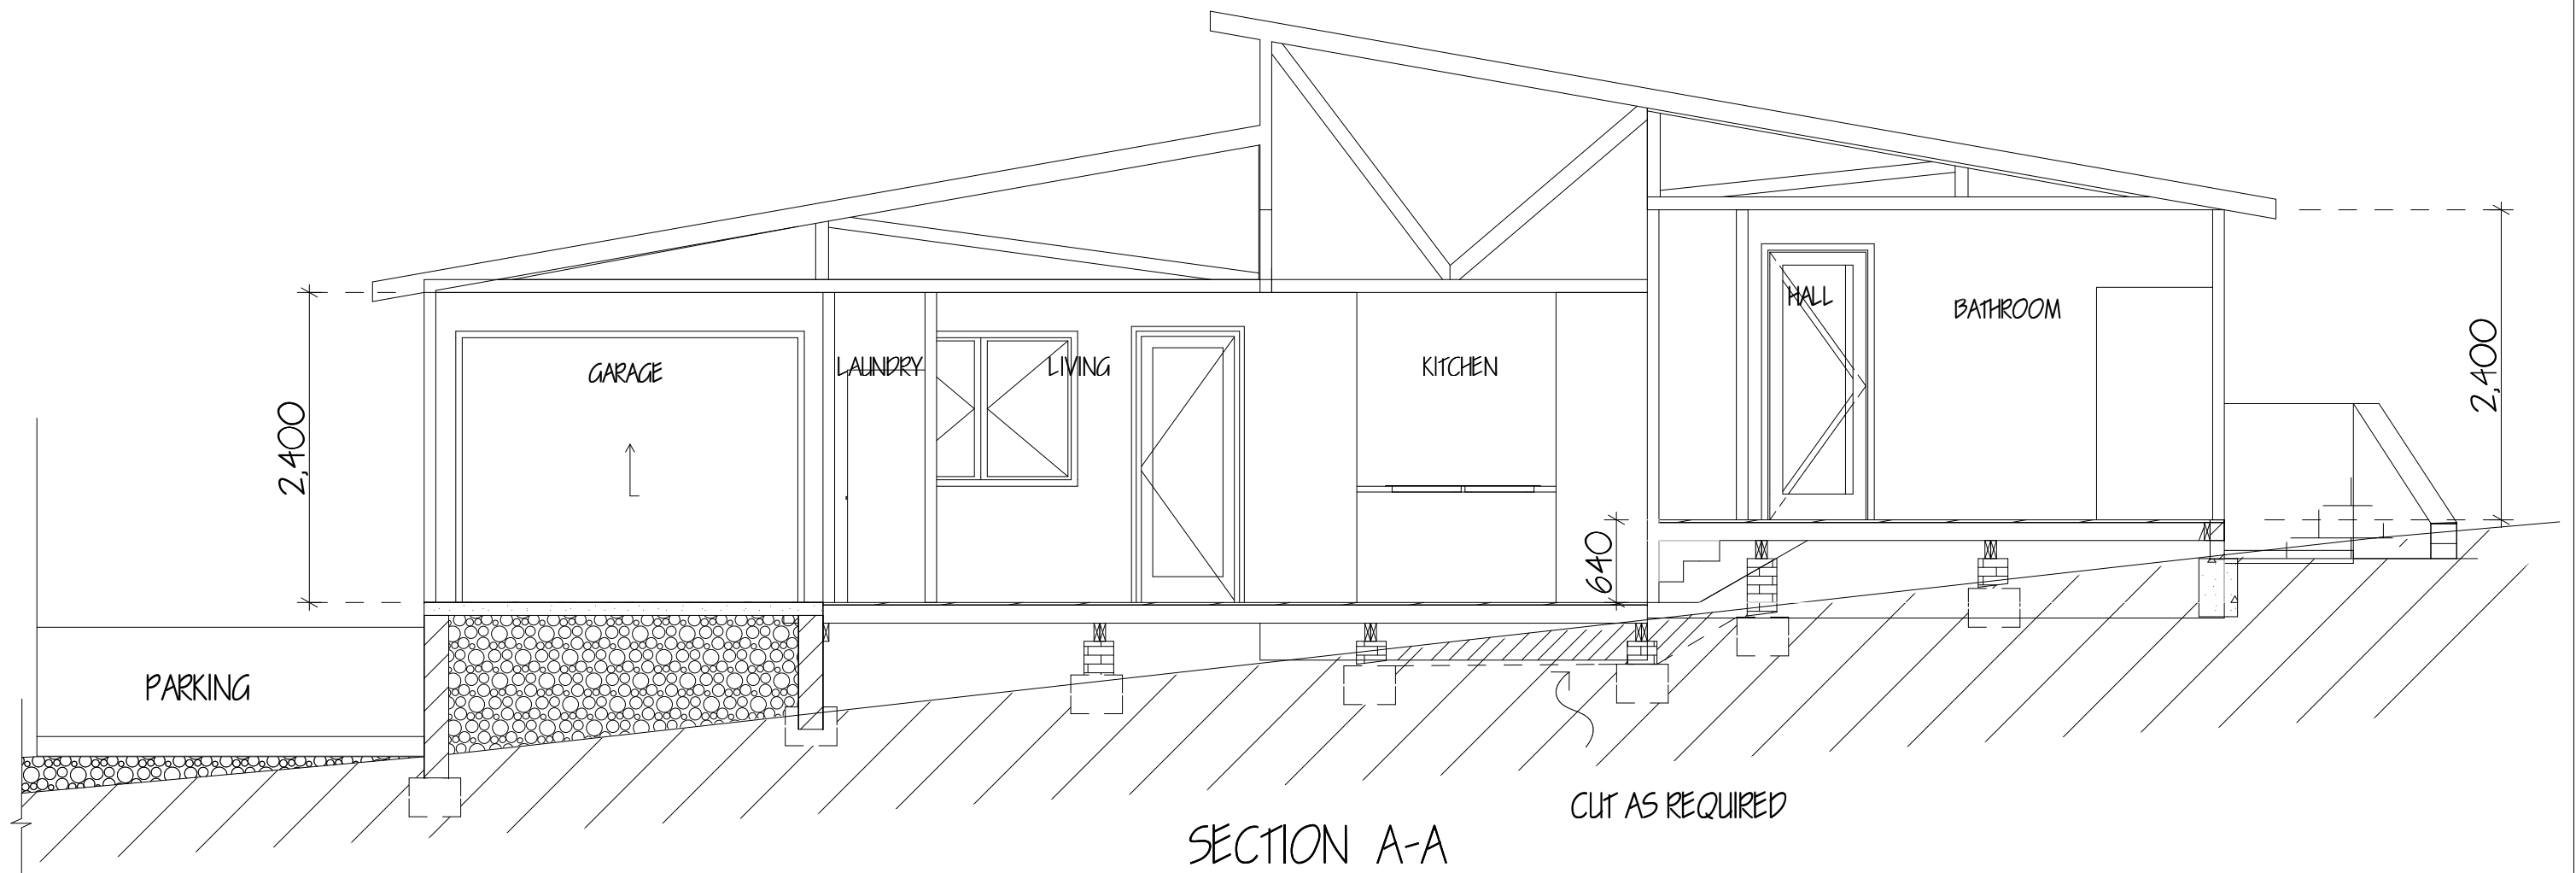 HALL
BATHROOM
GARAGE
LAUNDRY
LIVING
KITCHEN
2,400
2,400
640
PARKING
CUT AS REQUIRED
SECTION A-A